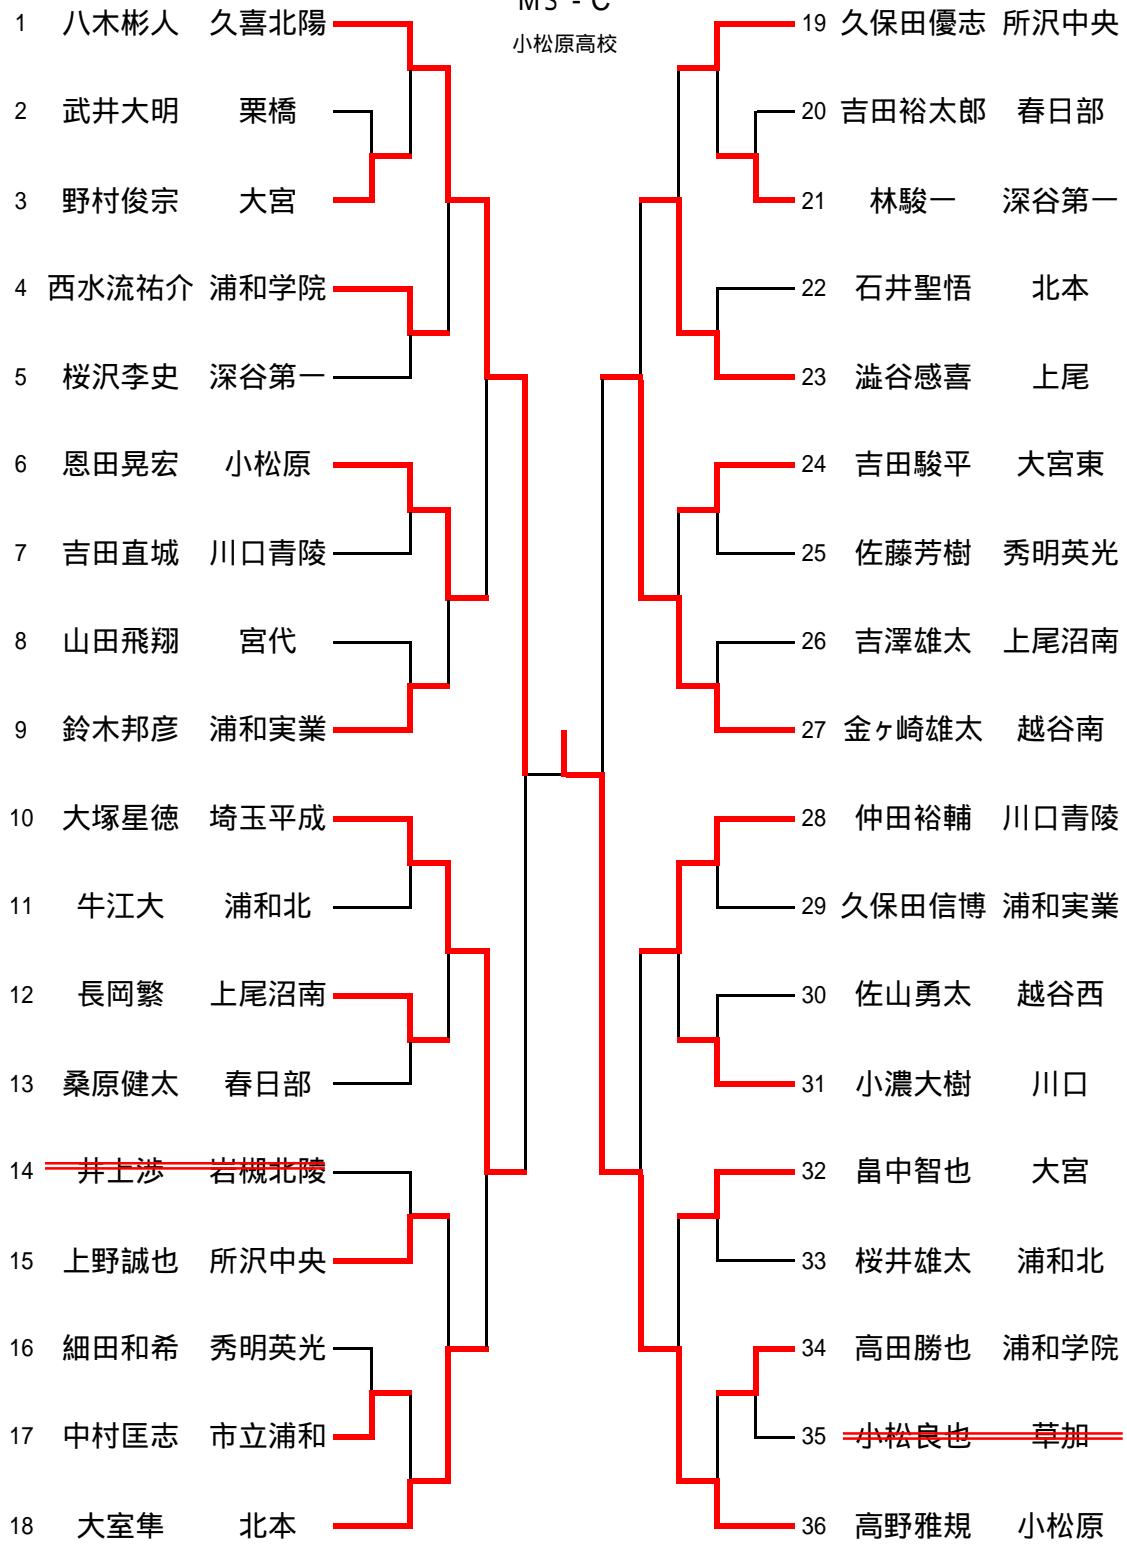 MS - C
小松原高校
1 八木彬人 久喜北陽
2 武井大明 栗橋
3 野村俊宗 大宮
4 西水流祐介 浦和学院
5 桜沢李史 深谷第一
6 恩田晃宏 小松原
7 吉田直城 川口青陵
8 山田飛翔 宮代
9 鈴木邦彦 浦和実業
10 大塚星徳 埼玉平成
11 牛江大 浦和北
12 長岡繁 上尾沼南
13 桑原健太 春日部
14 井上渉 岩槻北陵
15 上野誠也 所沢中央
16 細田和希 秀明英光
17 中村匡志 市立浦和
18 大室隼 北本
19 久保田優志 所沢中央
20 吉田裕太郎 春日部
21 林駿一 深谷第一
22 石井聖悟 北本
23 澁谷感喜 上尾
24 吉田駿平 大宮東
25 佐藤芳樹 秀明英光
26 吉澤雄太 上尾沼南
27 金ヶ崎雄太 越谷南
28 仲田裕輔 川口青陵
29 久保田信博 浦和実業
30 佐山勇太 越谷西
31 小濃大樹 川口
32 畠中智也 大宮
33 桜井雄太 浦和北
34 高田勝也 浦和学院
35 小松良也 草加
36 高野雅規 小松原